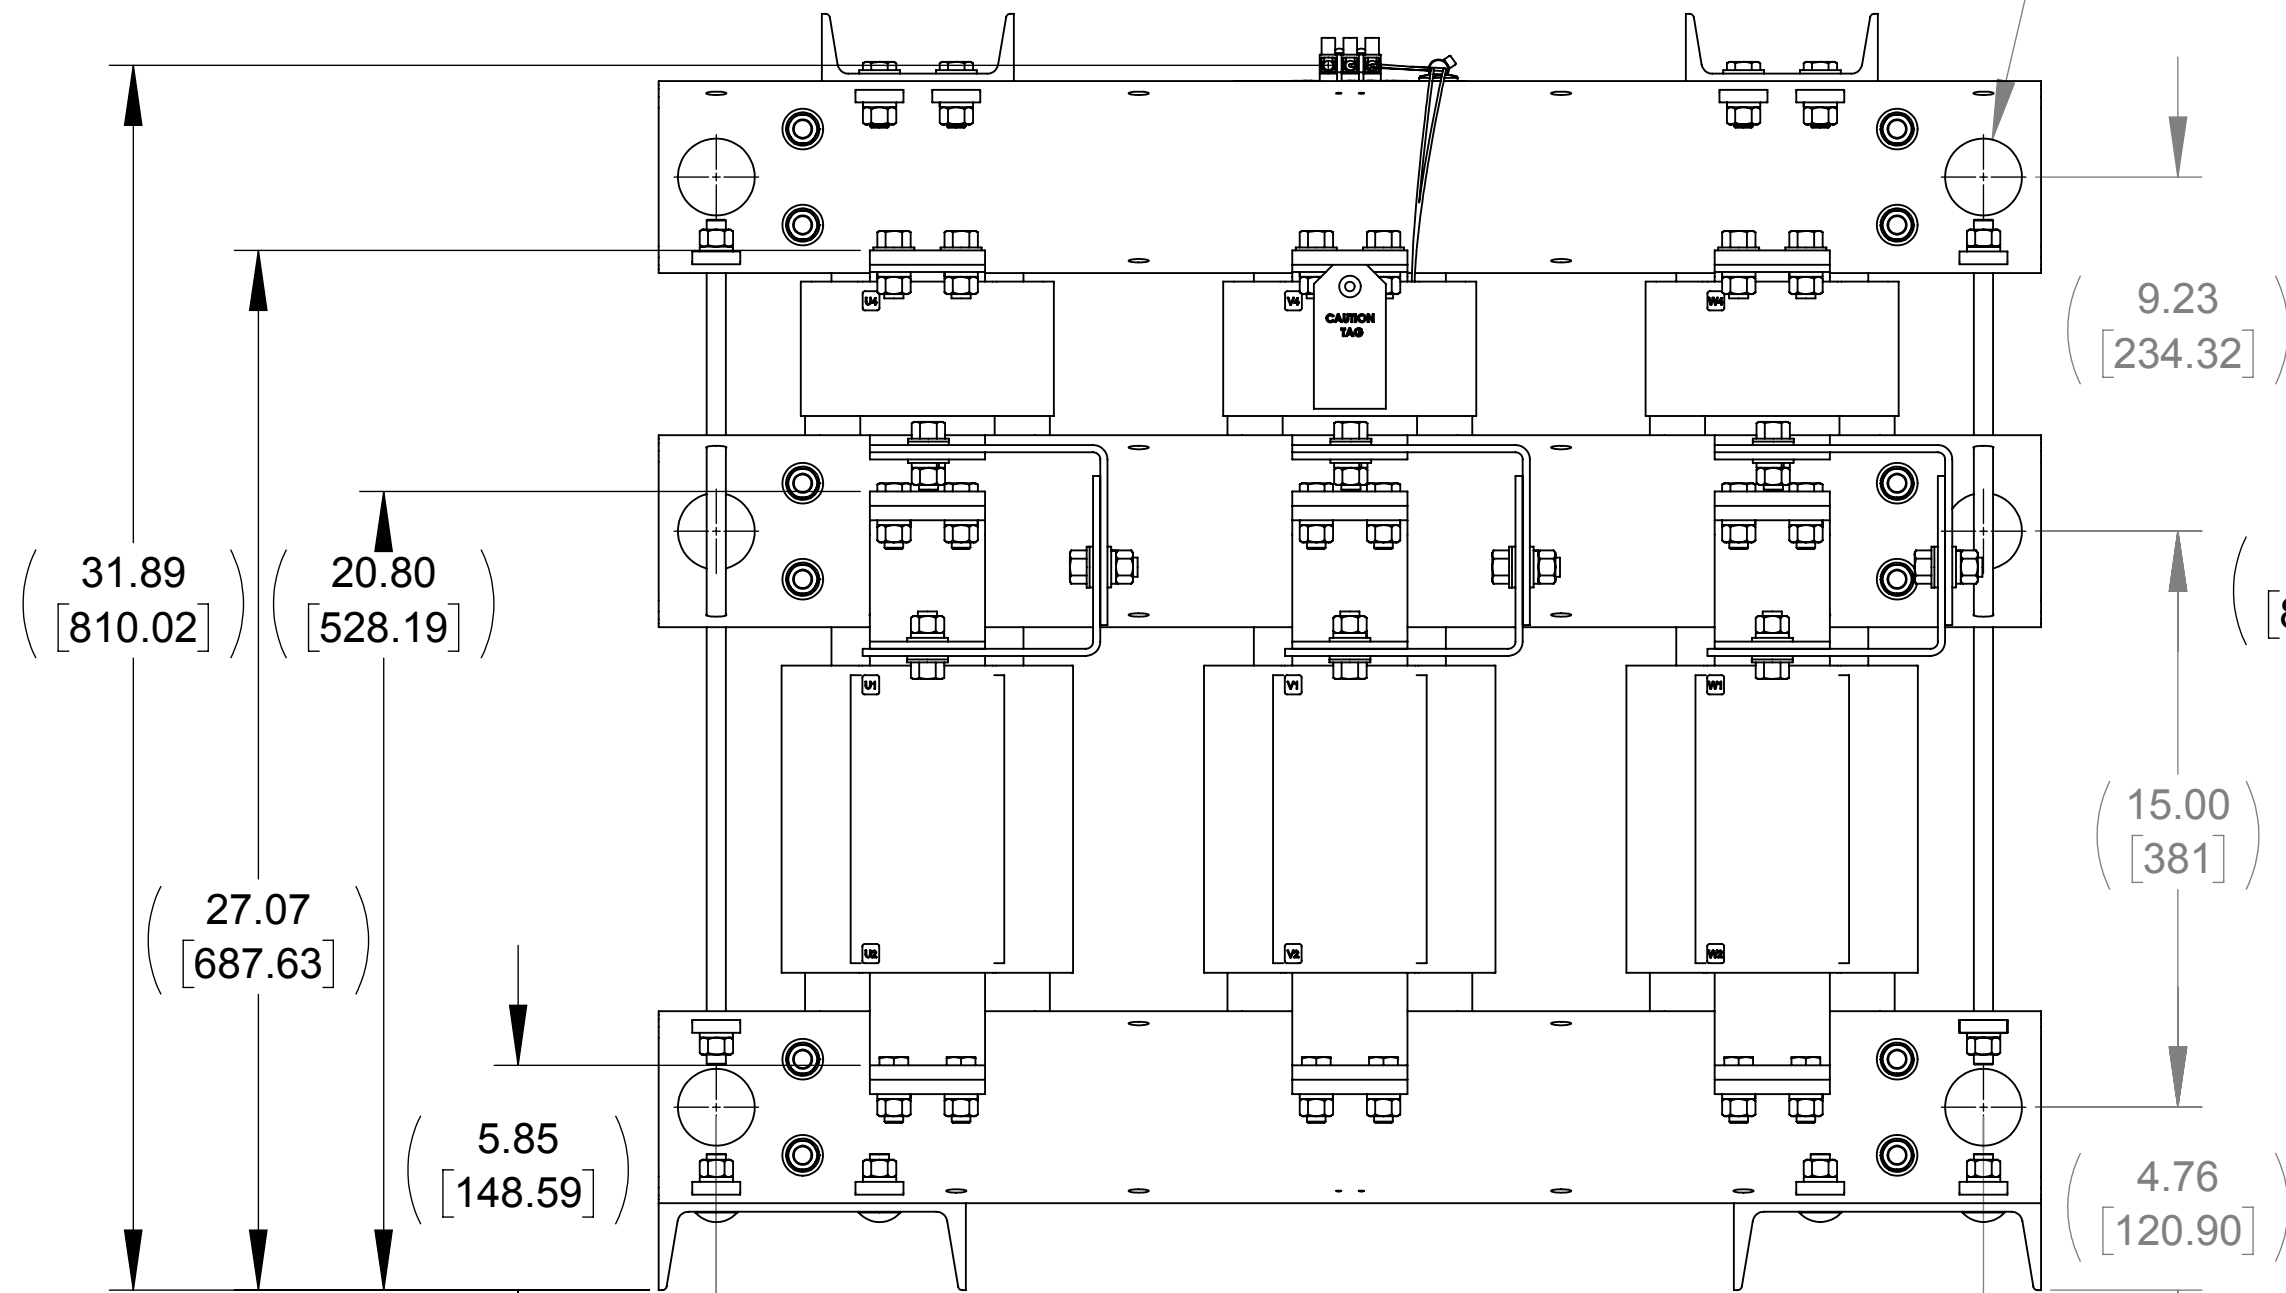 U4
V4
W4
CAUTION
TAG
9.23
[234.32]
31.89
[810.02]
20.80
[528.19]
[8
U1
V1
W1
15.00
[381]
27.07
[687.63]
U2
V2
W2
5.85
[148.59]
4.76
[120.90]